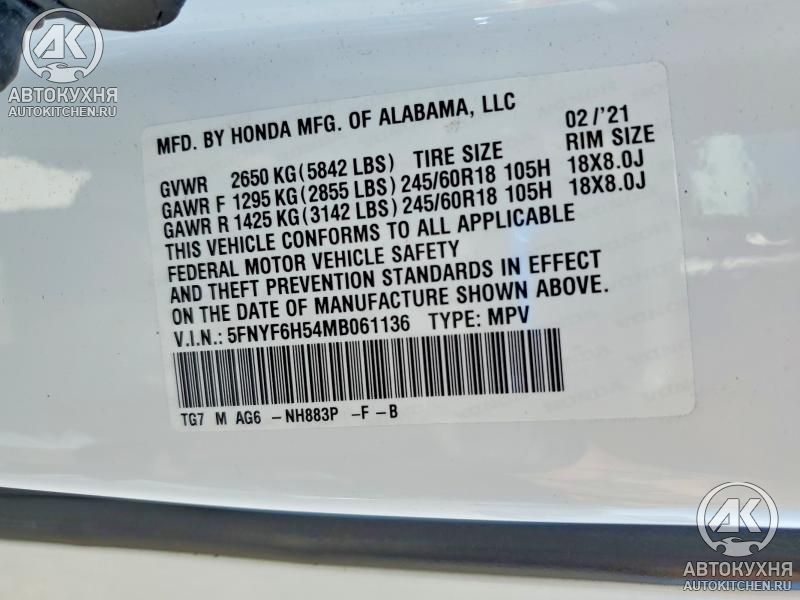 AK
АВТОКУХНЯ
AUTOKITCHEN.RU
MFD. BY HONDA MFG. OF ALABAMA, LLC 02/'21
GVWR 2650 KG(5842 LBS) TIRE SIZE RIM SIZE
GAWR F 1295 KG(2855 LBS)245/60R18 105H 18X8.0J
GAWR R 1425 KG(3142 LBS)245/60R18 105H 18X8.0J
THIS VEHICLE CONFORMS TO ALL APPLICABLE
FEDERAL MOTOR VEHICLE SAFETY
AND THEFT PREVENTION STANDARDS IN EFFECT
ON THE DATE OF MANUFACTURE SHOWN ABOVE.
V.I.N.: 5FNYF6H54MB061136 TYPE: MPV
TG7 M AG6 -NH883P -F -B
AK
АВТОКУХНЯ
AUTOKITCHEN.RU